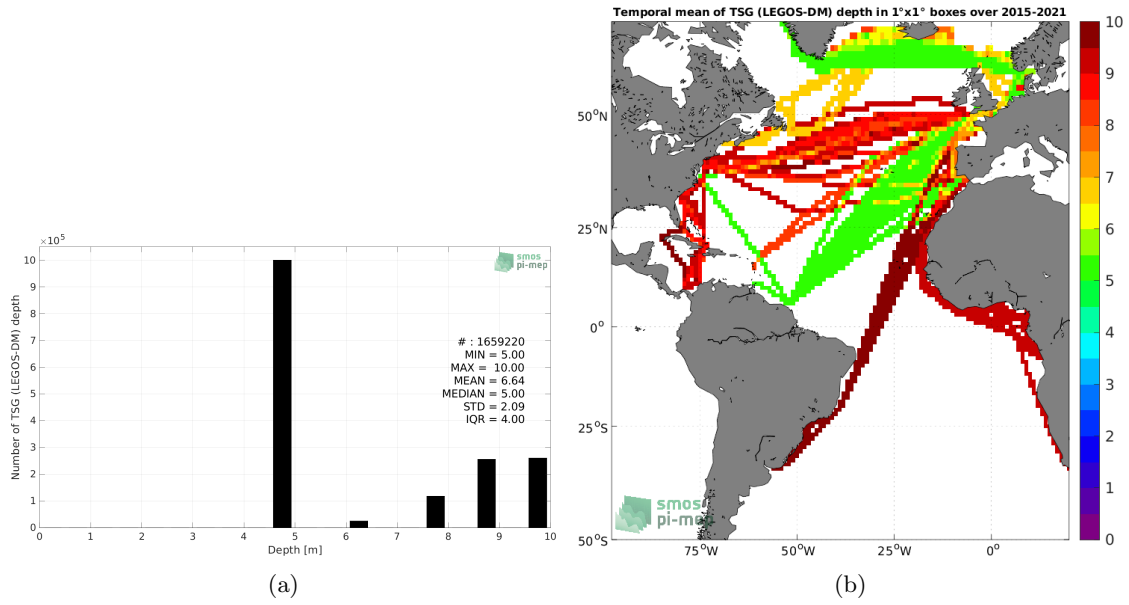 ×10⁵
10
9
8
7
6
5
4
3
2
1
0
Number of TSG (LEGOS-DM) depth
smos
pi-mep
# : 1659220
MIN = 5.00
MAX = 10.00
MEAN = 6.64
MEDIAN = 5.00
STD = 2.09
IQR = 4.00
0 1 2 3 4 5 6 7 8 9 10
Depth [m]
(a)
Temporal mean of TSG (LEGOS-DM) depth in 1°x1° boxes over 2015-2021
50°N
25°N
0°
25°S
50°S
75°W 50°W 25°W 0°
smos
pi-mep
10
9
8
7
6
5
4
3
2
1
0
(b)